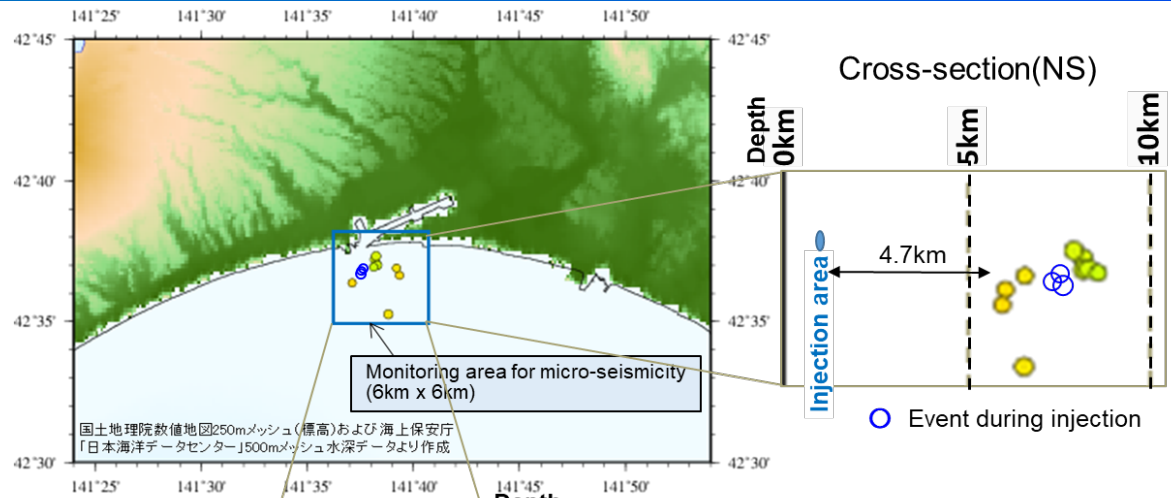 141°25' 141°30' 141°35' 141°40' 141°45' 141°50'
42°45' 42°45'
Cross-section(NS)
Depth
0km 5km 10km
42°40' 42°40'
4.7km
Injection area
42°35' 42°35'
Monitoring area for micro-seismicity
(6km x 6km)
Event during injection
国土地理院数値地図250mメッシュ(標高)および海上保安庁
「日本海洋データセンター」500mメッシュ水深データより作成
42°30' 42°30'
141°25' 141°30' 141°35' 141°40' 141°45' 141°50'
Depth